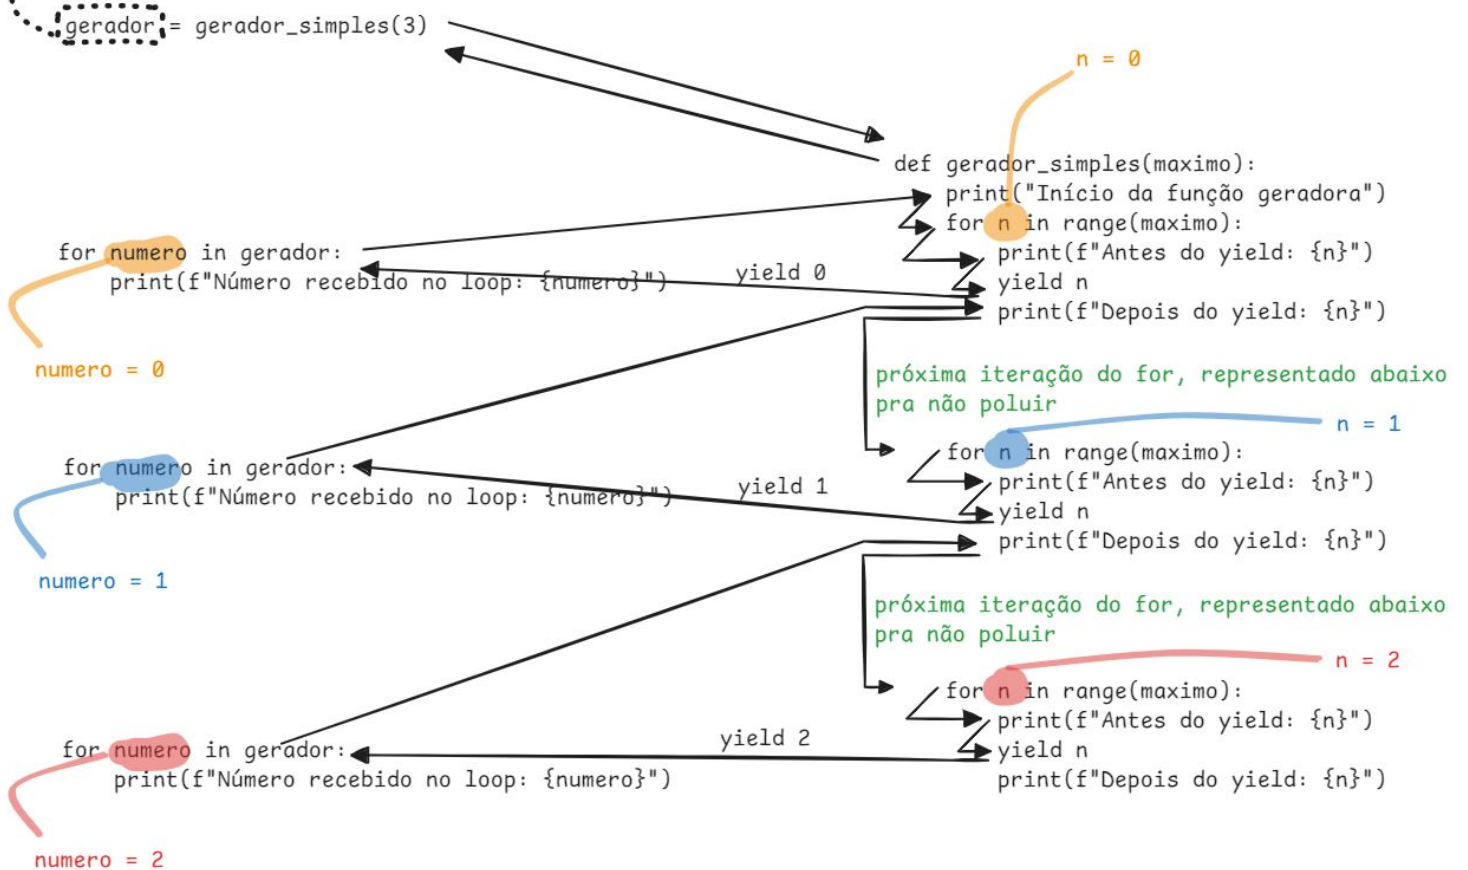 gerador = gerador_simples(3)
n = 0
def gerador_simples(maximo):
print("Início da função geradora")
for n in range(maximo):
print(f"Antes do yield: {n}")
yield n
print(f"Depois do yield: {n}")
for numero in gerador:
print(f"Número recebido no loop: {numero}")
yield 0
numero = 0
próxima iteração do for, representado abaixo
pra não poluir
n = 1
for n in range(maximo):
print(f"Antes do yield: {n}")
yield n
print(f"Depois do yield: {n}")
for numero in gerador:
print(f"Número recebido no loop: {numero}")
yield 1
numero = 1
próxima iteração do for, representado abaixo
pra não poluir
n = 2
for n in range(maximo):
print(f"Antes do yield: {n}")
yield n
print(f"Depois do yield: {n}")
for numero in gerador:
print(f"Número recebido no loop: {numero}")
yield 2
numero = 2